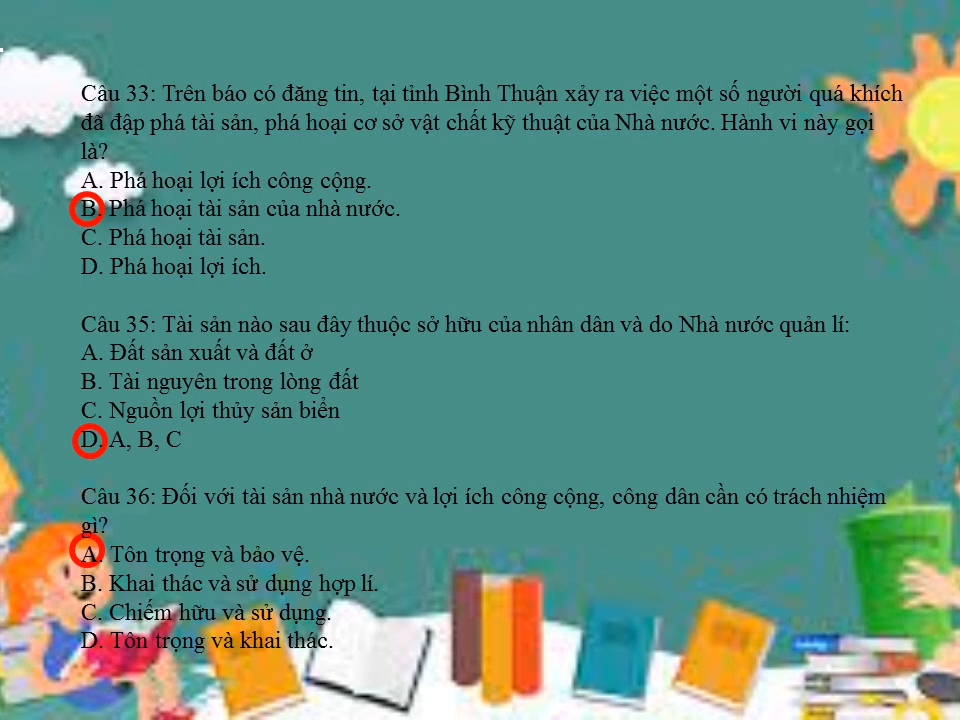 Câu 33: Trên báo có đăng tin, tại tỉnh Bình Thuận xảy ra việc một số người quá khích
đã đập phá tài sản, phá hoại cơ sở vật chất kỹ thuật của Nhà nước. Hành vi này gọi
là?
A. Phá hoại lợi ích công cộng.
B. Phá hoại tài sản của nhà nước.
C. Phá hoại tài sản.
D. Phá hoại lợi ích.
Câu 35: Tài sản nào sau đây thuộc sở hữu của nhân dân và do Nhà nước quản lí:
A. Đất sản xuất và đất ở
B. Tài nguyên trong lòng đất
C. Nguồn lợi thủy sản biển
D. A, B, C
Câu 36: Đối với tài sản nhà nước và lợi ích công cộng, công dân cần có trách nhiệm
gì?
A. Tôn trọng và bảo vệ.
B. Khai thác và sử dụng hợp lí.
C. Chiếm hữu và sử dụng.
D. Tôn trọng và khai thác.